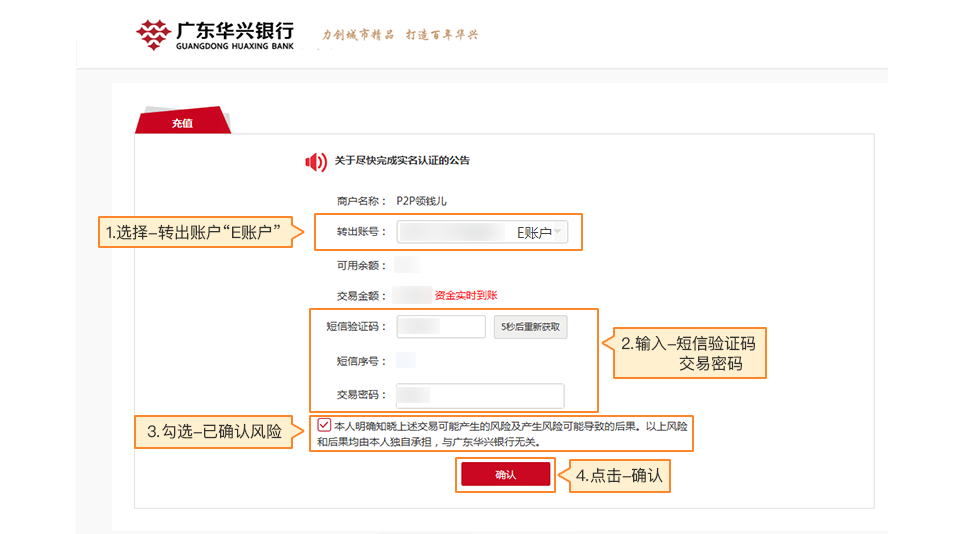 广东华兴银行
GUANGDONG HUAXING BANK
力创城市精品 打造百年华兴
充值
关于尽快完成实名认证的公告
商户名称： P2P领钱儿
1.选择–转出账户“E账户”
转出账号： E账户
可用余额：
交易金额： 资金实时到账
短信验证码： 5秒后重新获取
2.输入–短信验证码
交易密码
短信序号：
交易密码：
3.勾选–已确认风险
本人明确知晓上述交易可能产生的风险及产生风险可能导致的后果。以上风险
和后果均由本人独自承担，与广东华兴银行无关。
确认
4.点击–确认